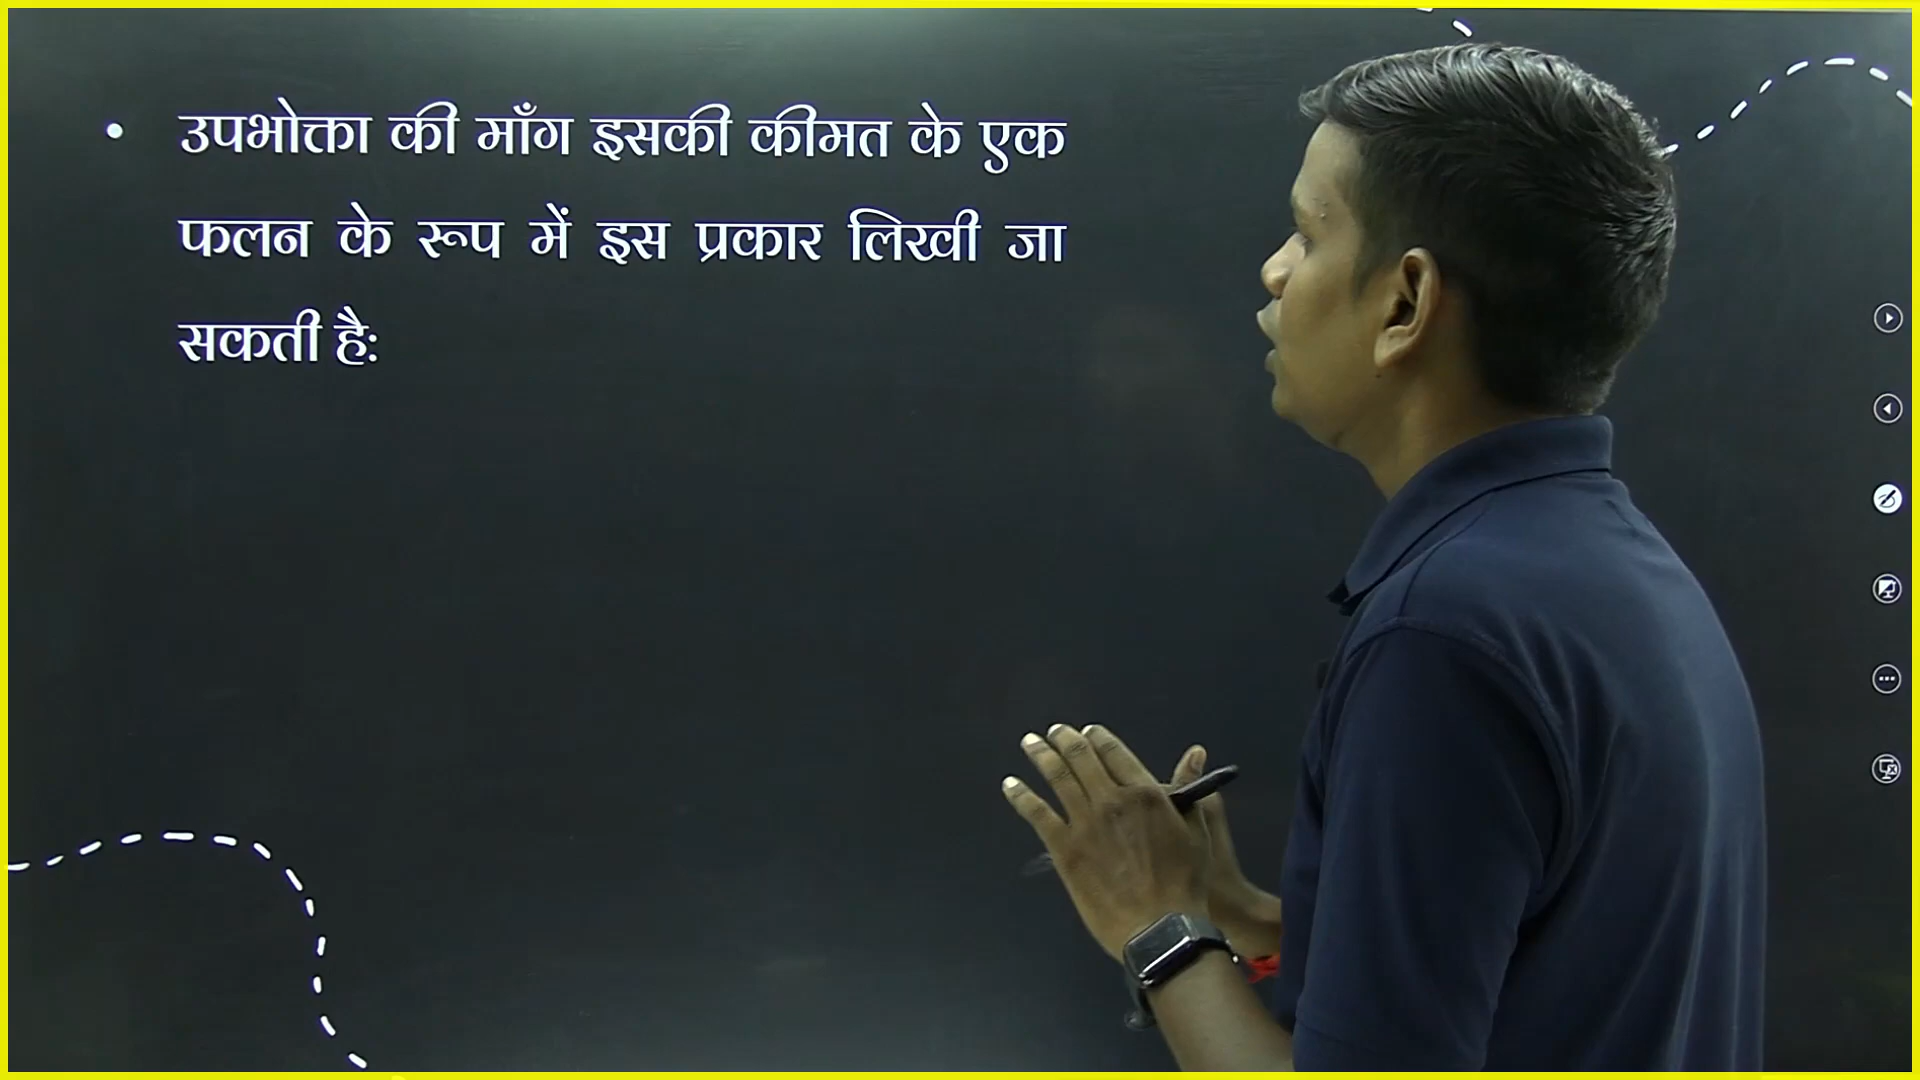 • उपभोक्ता की माँग इसकी कीमत के एक
फलन के रूप में इस प्रकार लिखी जा
सकती है: